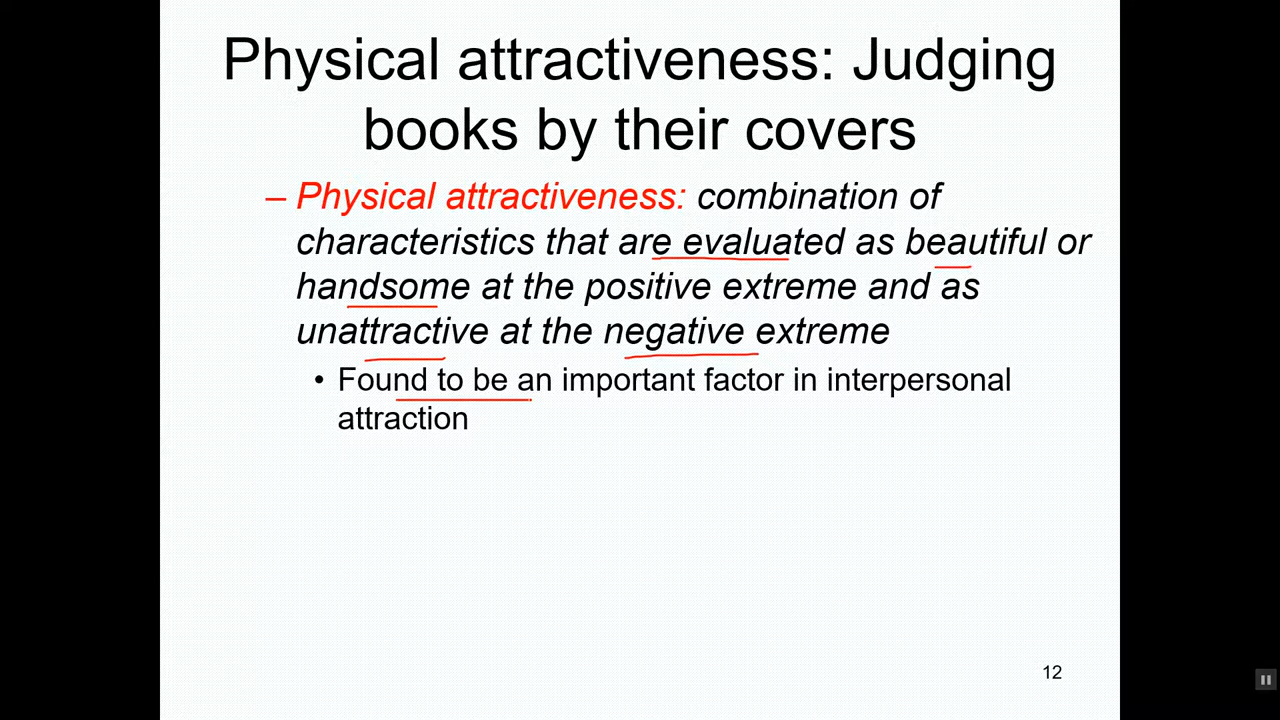 Physical attractiveness: Judging
books by their covers
– Physical attractiveness: combination of
characteristics that are evaluated as beautiful or
handsome at the positive extreme and as
unattractive at the negative extreme
• Found to be an important factor in interpersonal
attraction
12